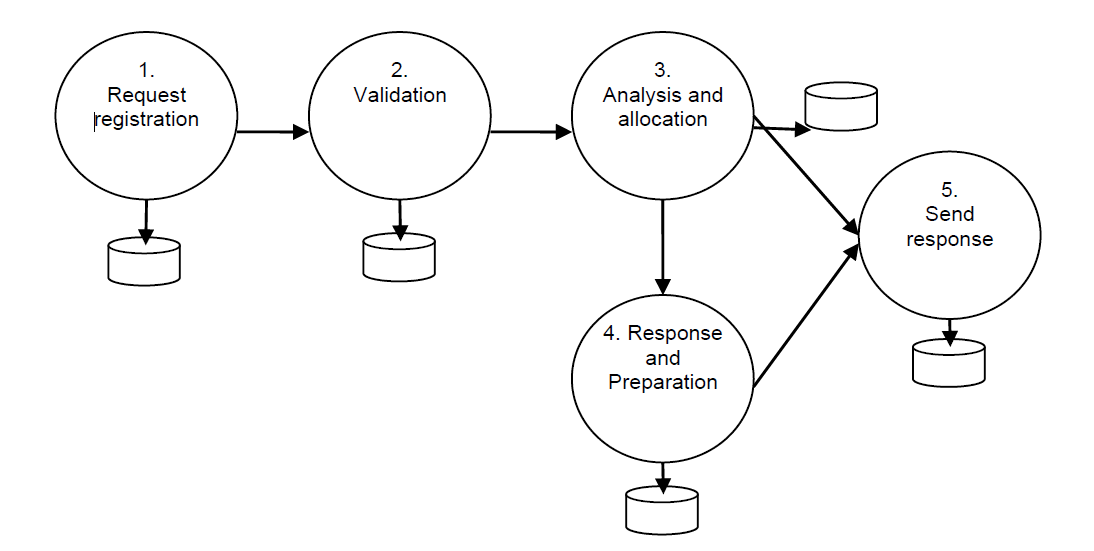 1.
Request
registration
2.
Validation
3.
Analysis and
allocation
5.
Send
response
4. Response
and
Preparation